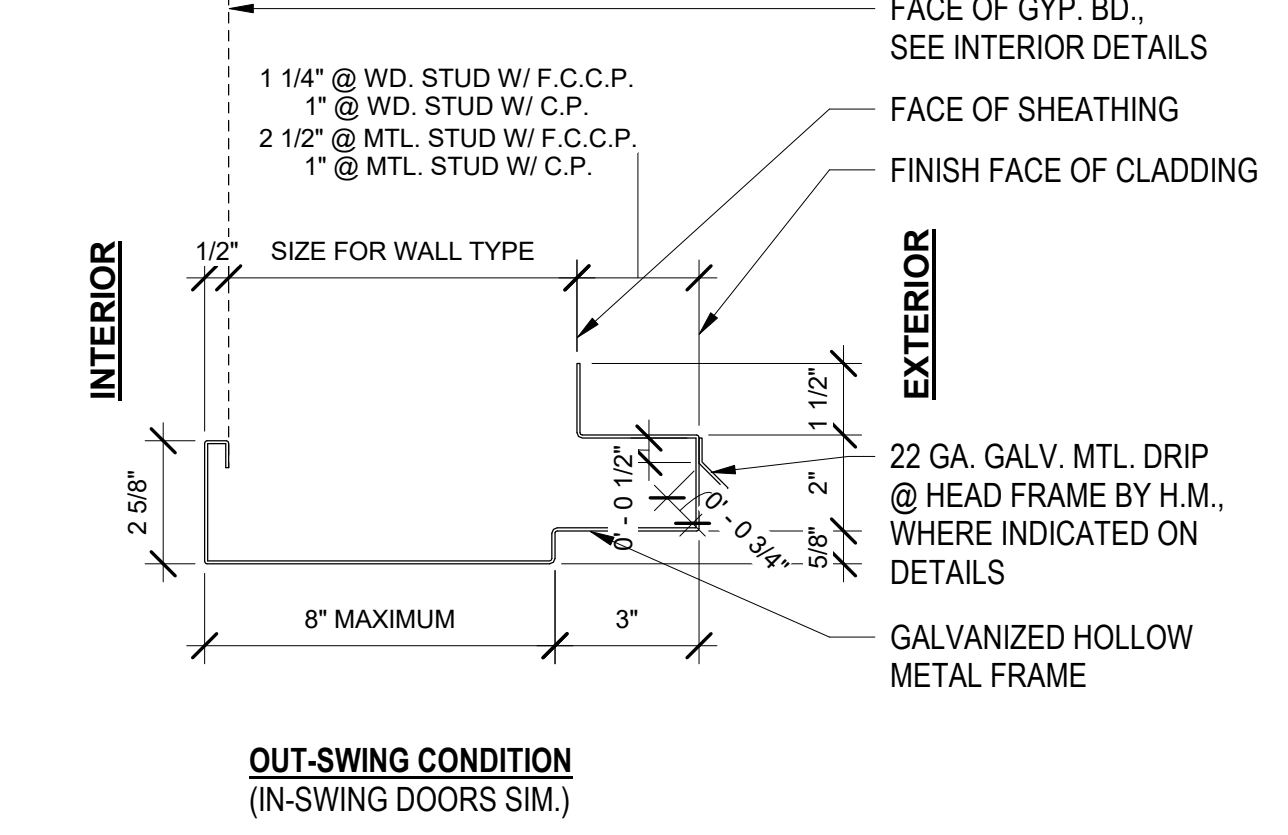 FACE OF GYP. BD.,
SEE INTERIOR DETAILS
1 1/4" @ WD. STUD W/ F.C.C.P.
1" @ WD. STUD W/ C.P.
2 1/2" @ MTL. STUD W/ F.C.C.P.
1" @ MTL. STUD W/ C.P.
FACE OF SHEATHING
FINISH FACE OF CLADDING
INTERIOR
1/2"
SIZE FOR WALL TYPE
EXTERIOR
1 1/2"
2"
5/8"
2 5/8"
0' - 0 1/2"
0' - 0 3/4"
22 GA. GALV. MTL. DRIP
@ HEAD FRAME BY H.M.,
WHERE INDICATED ON
DETAILS
8" MAXIMUM
3"
GALVANIZED HOLLOW
METAL FRAME
OUT-SWING CONDITION
(IN-SWING DOORS SIM.)